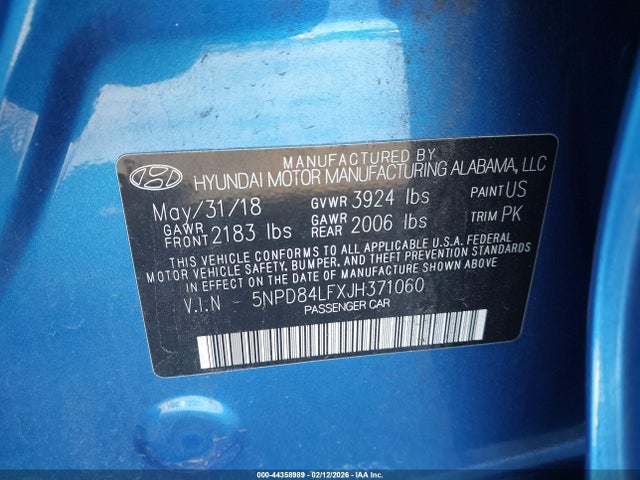 MANUFACTURED BY
HYUNDAI MOTOR MANUFACTURING ALABAMA, LLC
May/31/18 GVWR 3924 lbs PAINT US
GAWR FRONT 2183 lbs GAWR REAR 2006 lbs TRIM PK
THIS VEHICLE CONFORMS TO ALL APPLICABLE U.S.A. FEDERAL
MOTOR VEHICLE SAFETY, BUMPER, AND THEFT PREVENTION STANDARDS
IN EFFECT ON THE DATE OF MANUFACTURE SHOWN ABOVE.
V.I.N - 5NPD84LFXJH371060
PASSENGER CAR
000-44358989 - 02/12/2026 - IAAI.COM